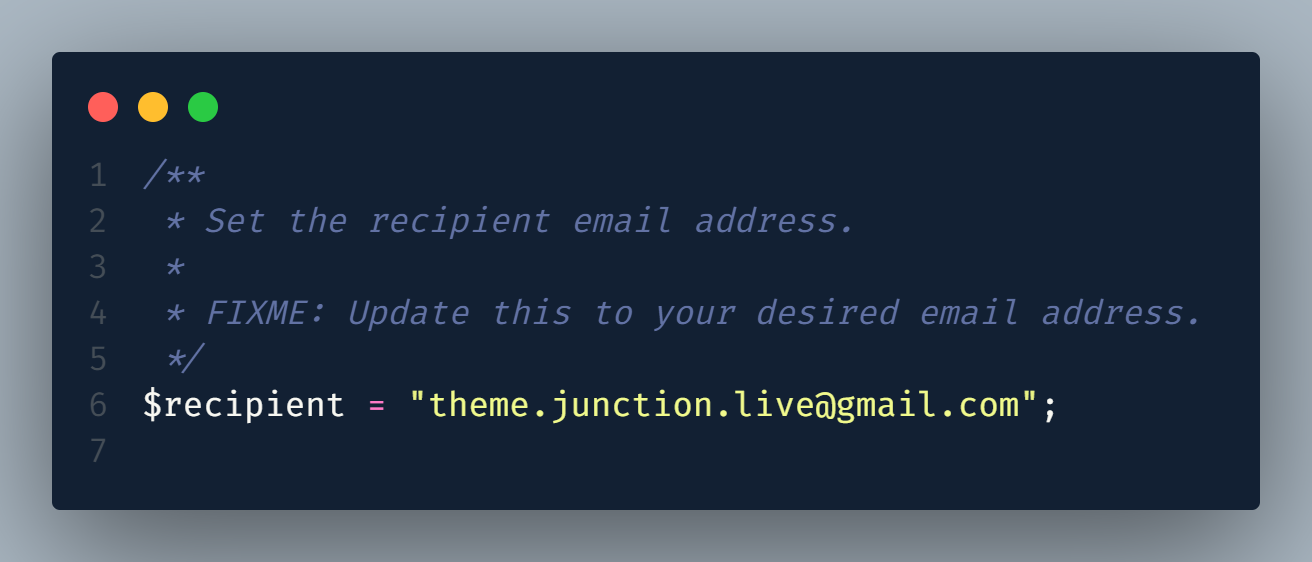 1 /**
2  * Set the recipient email address.
3  *
4  * FIXME: Update this to your desired email address.
5  */
6 $recipient = "theme.junction.live@gmail.com";
7